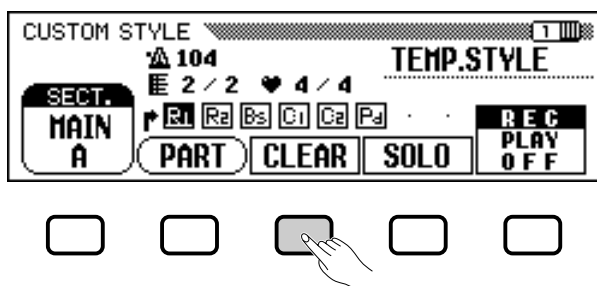 CUSTOM STYLE 1
104 TEMP.STYLE
2/2 4/4
SECT. R1 R2 Bs C1 C2 Pd · · REC
MAIN PLAY
A PART CLEAR SOLO OFF